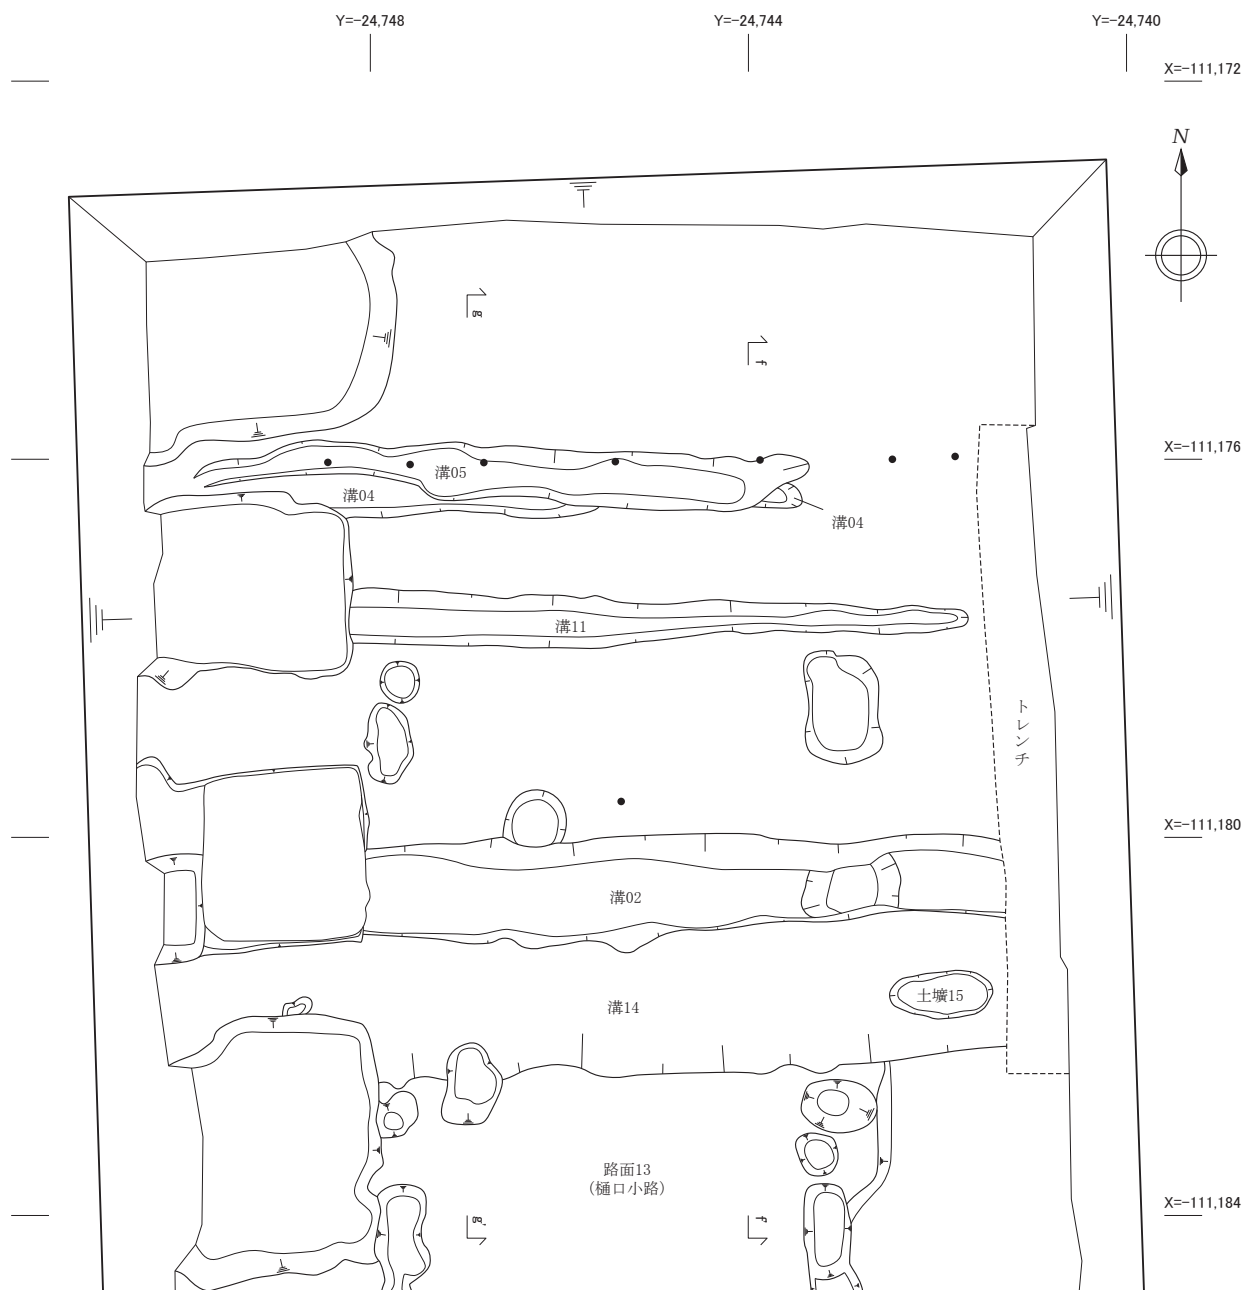 Y=-24,748
Y=-24,744
Y=-24,740
X=-111,172
N
g
f
X=-111,176
溝05
溝04
溝04
溝11
トレンチ
X=-111,180
溝02
土壙15
溝14
路面13
(樋口小路)
X=-111,184
g'
f'